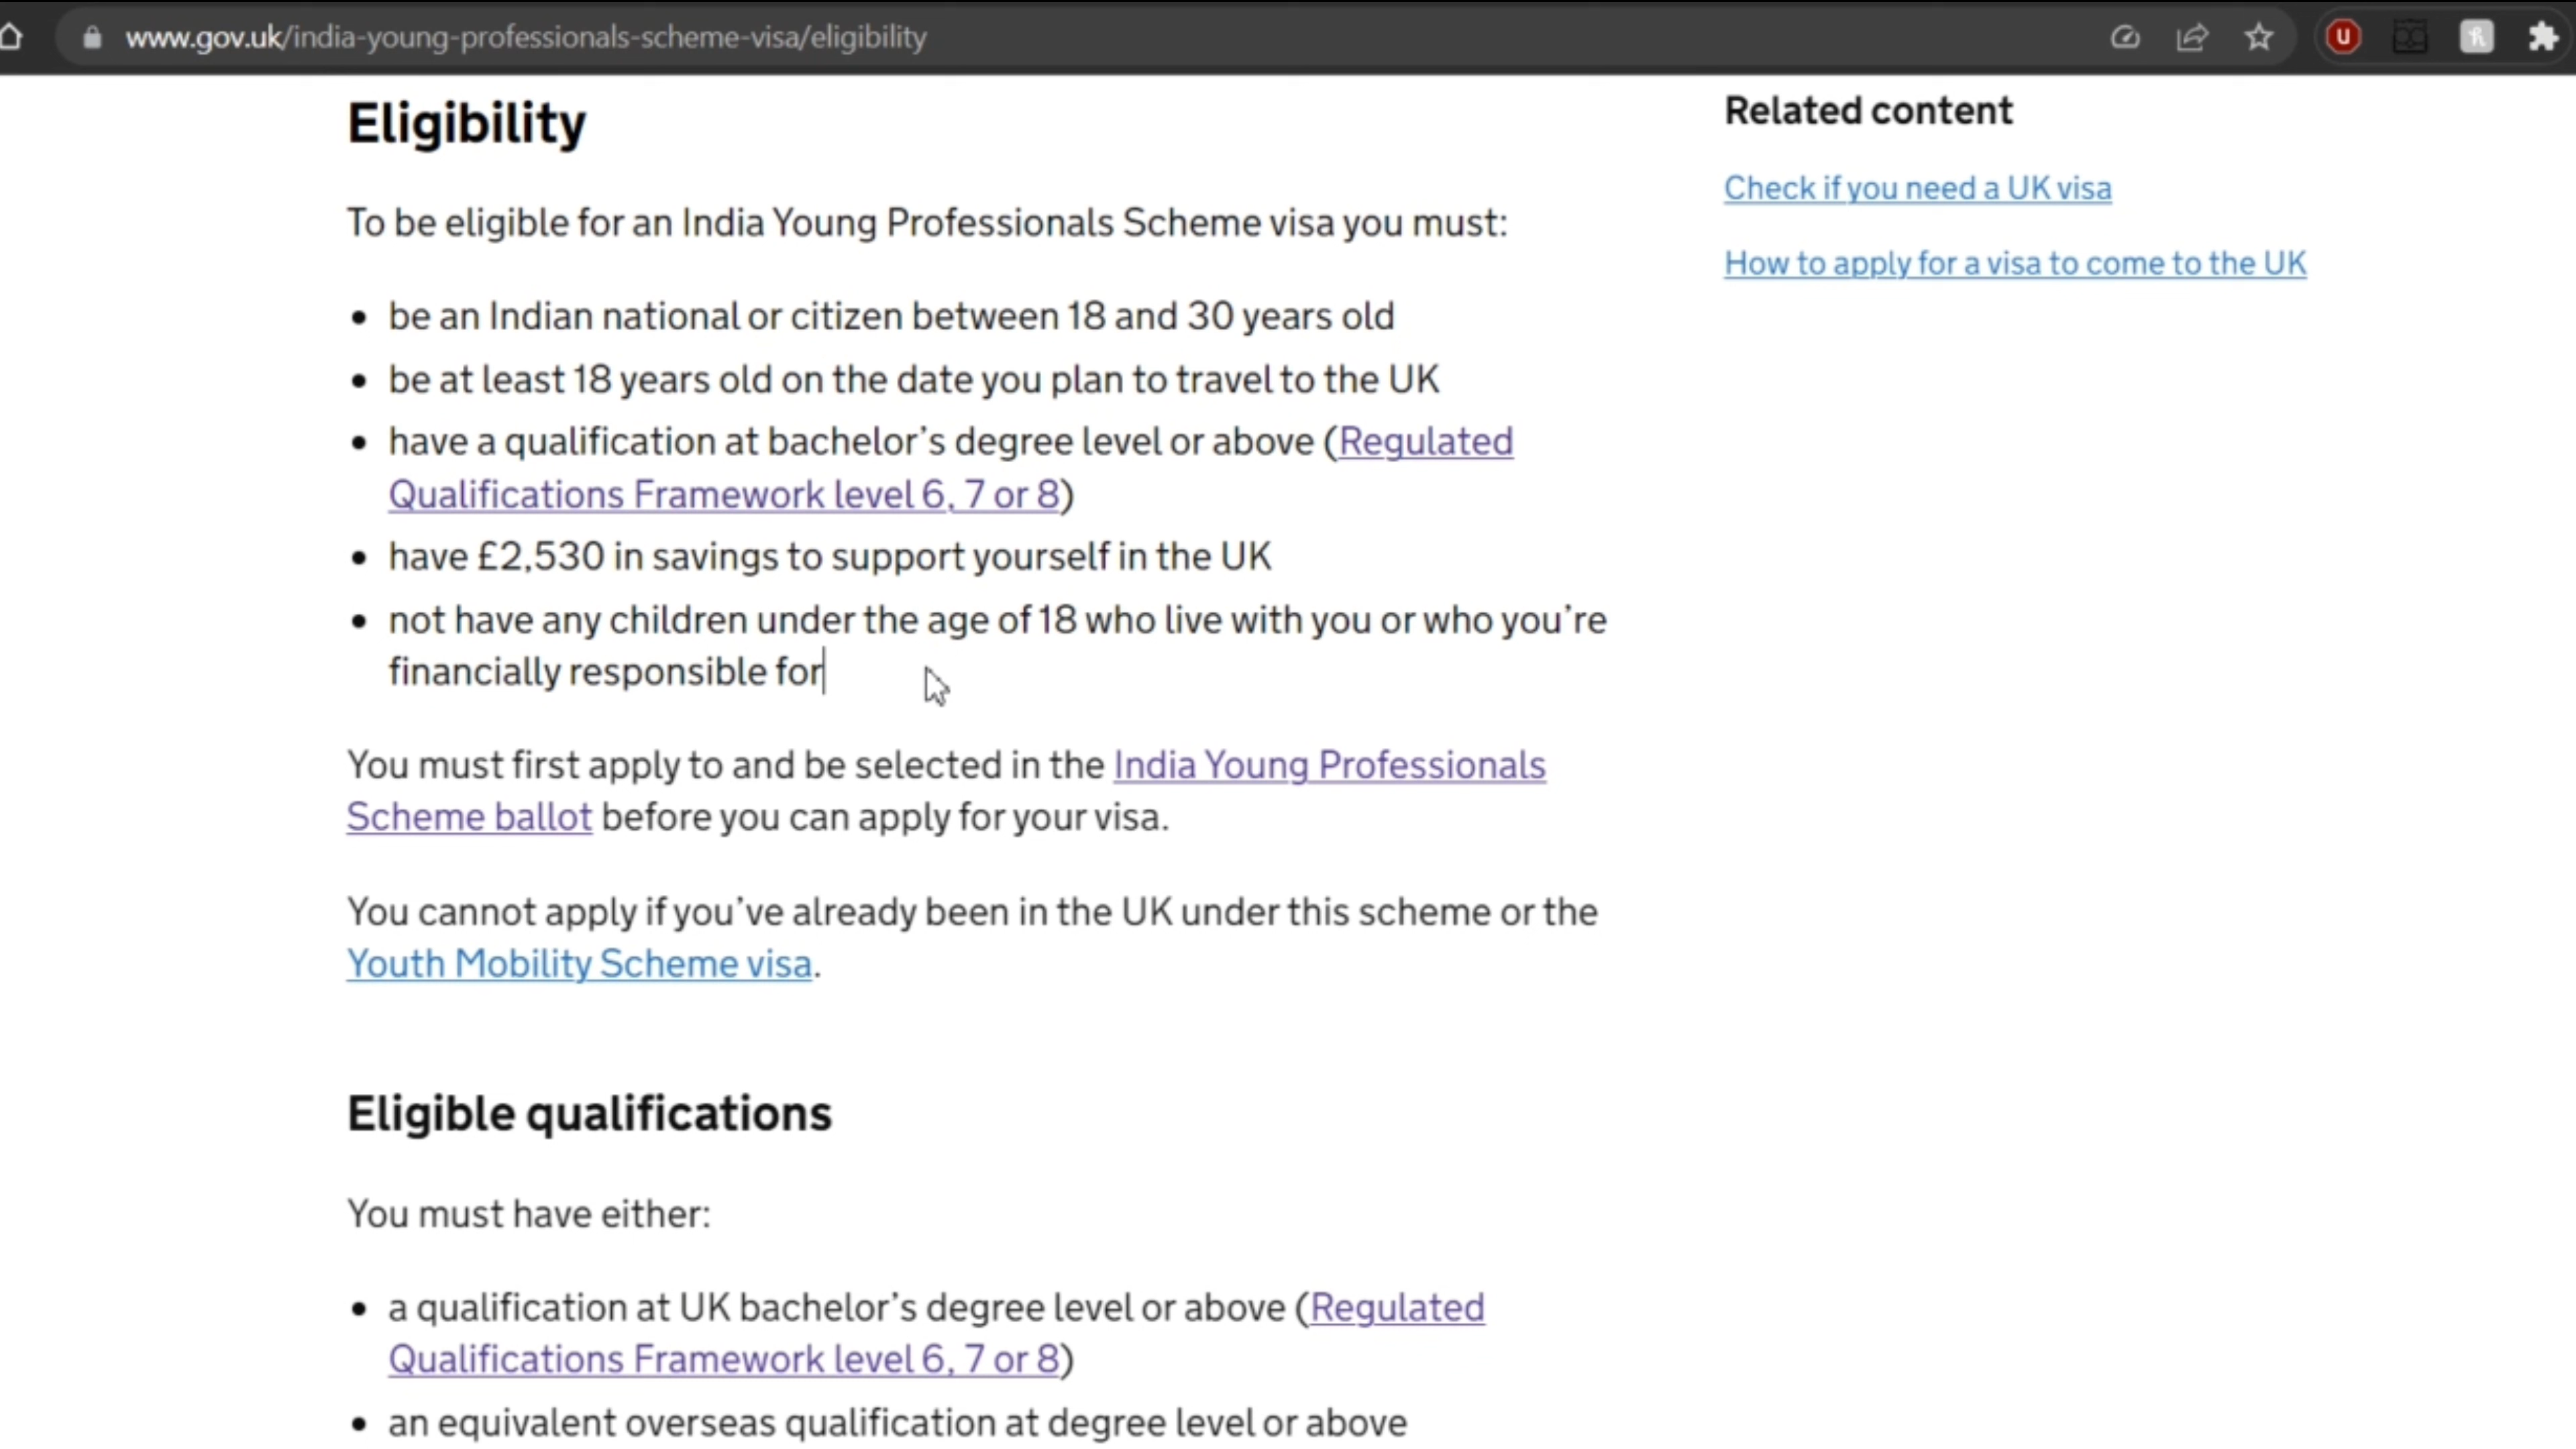 www.gov.uk/india-young-professionals-scheme-visa/eligibility
Eligibility
To be eligible for an India Young Professionals Scheme visa you must:
• be an Indian national or citizen between 18 and 30 years old
• be at least 18 years old on the date you plan to travel to the UK
• have a qualification at bachelor’s degree level or above (Regulated
Qualifications Framework level 6, 7 or 8)
• have £2,530 in savings to support yourself in the UK
• not have any children under the age of 18 who live with you or who you’re
financially responsible for
You must first apply to and be selected in the India Young Professionals
Scheme ballot before you can apply for your visa.
You cannot apply if you’ve already been in the UK under this scheme or the
Youth Mobility Scheme visa.
Eligible qualifications
You must have either:
• a qualification at UK bachelor’s degree level or above (Regulated
Qualifications Framework level 6, 7 or 8)
• an equivalent overseas qualification at degree level or above
Related content
Check if you need a UK visa
How to apply for a visa to come to the UK